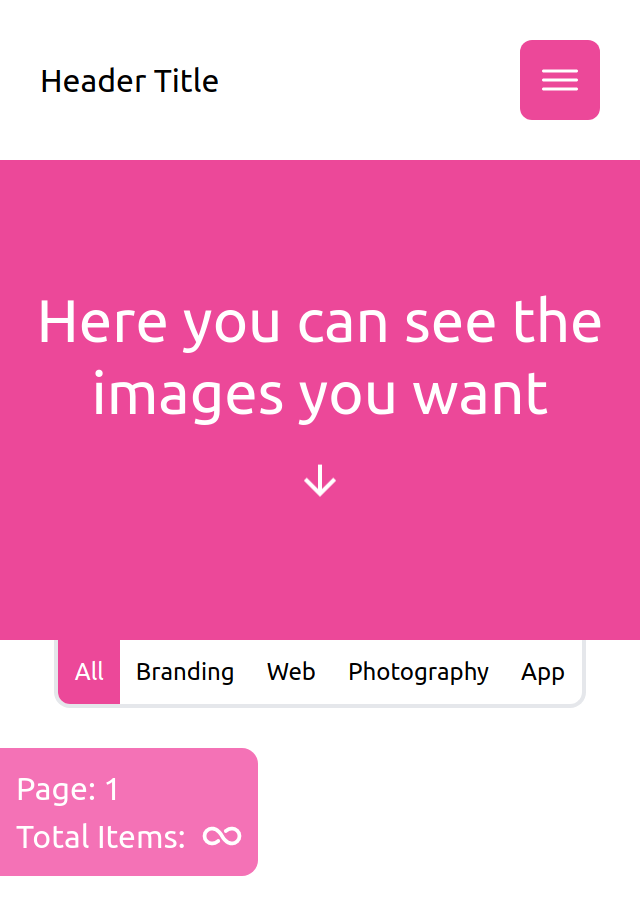 Header Title
Here you can see the
images you want
All Branding Web Photography App
Page: 1
Total Items: ∞